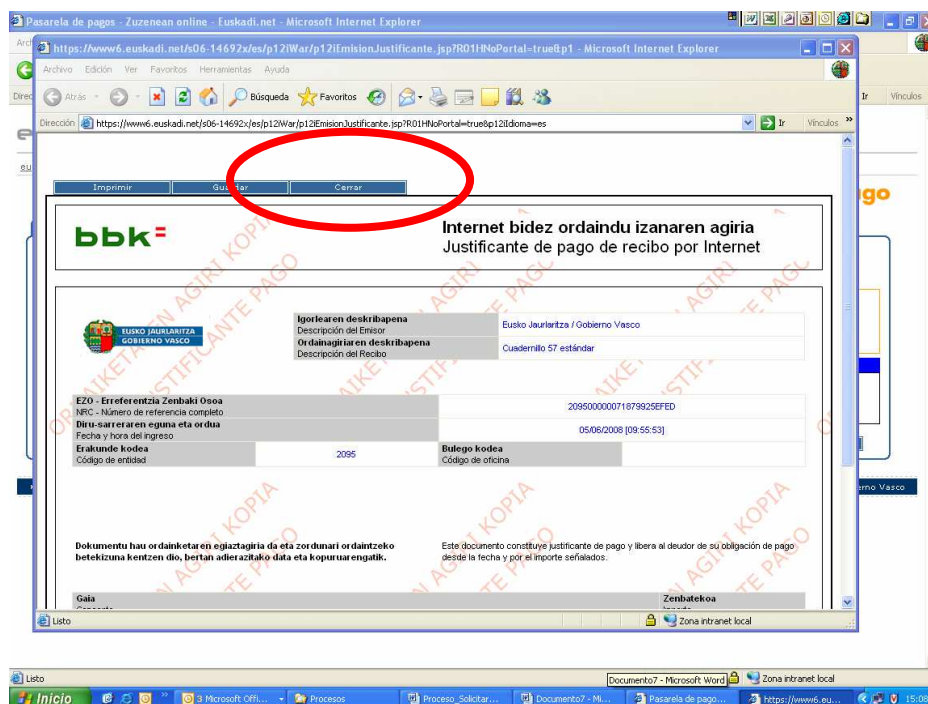 Pasarela de pagos - Zuzenean online - Euskadi.net - Microsoft Internet Explorer
https://www6.euskadi.net/s06-14692x/es/p12iWar/p12iEmisionJustificante.jsp?R01HNoPortal=true&p1 - Microsoft Internet Explorer
Archivo Edición Ver Favoritos Herramientas Ayuda
Atrás Búsqueda Favoritos
Ir Vínculos
Dirección https://www6.euskadi.net/s06-14692x/es/p12iWar/p12iEmisionJustificante.jsp?R01HNoPortal=true&p12iIdioma=es Ir Vínculos »
Imprimir Guardar Cerrar
bbk
Internet bidez ordaindu izanaren agiria
Justificante de pago de recibo por Internet
EUSKO JAURLARITZA
GOBIERNO VASCO
Igorlearen deskribapena
Descripción del Emisor
Eusko Jaurlaritza / Gobierno Vasco
Ordainagiriaren deskribapena
Descripción del Recibo
Cuadernillo 57 estándar
EZO - Erreferentzia Zenbaki Osoa
NRC - Número de referencia completo
209500000071879925EFED
Diru-sarreraren eguna eta ordua
Fecha y hora del ingreso
05/06/2008 [09:55:53]
Erakunde kodea
Código de entidad
2095
Bulego kodea
Código de oficina
Dokumentu hau ordainketaren egiaztagiria da eta zordunari ordaintzeko
betekizuna kentzen dio, bertan adierazitako data eta kopuruarengatik.
Este documento constituye justificante de pago y libera al deudor de su obligación de pago
desde la fecha y por el importe señalados.
Gaia
Zenbatekoa
Listo Zona intranet local
Listo Zona intranet local
Documento7 - Microsoft Word
Inicio 3 Microsoft Offi... Procesos Proceso_Solicitar... Documento7 - Mi... Pasarela de pago... https://www6.eu... 15:08